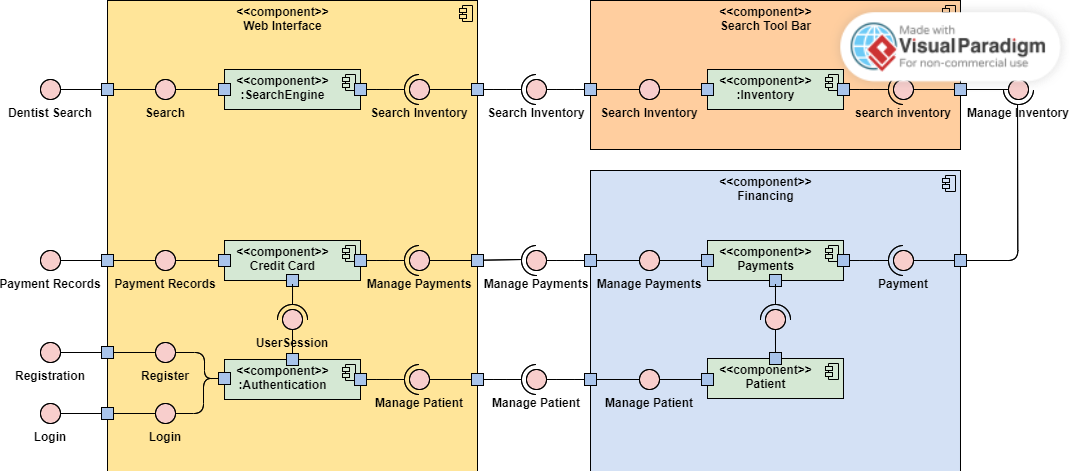 <<component>>
Web Interface
<<component>>
Search Tool Bar
Made with
Visual Paradigm
For non-commercial use
<<component>>
:SearchEngine
<<component>>
:Inventory
Dentist Search
Search
Search Inventory
Search Inventory
Search Inventory
search inventory
Manage Inventory
<<component>>
Financing
<<component>>
Credit Card
<<component>>
Payments
Payment Records
Payment Records
Manage Payments
Manage Payments
Manage Payments
Payment
UserSession
<<component>>
:Authentication
<<component>>
Patient
Registration
Register
Manage Patient
Manage Patient
Manage Patient
Login
Login